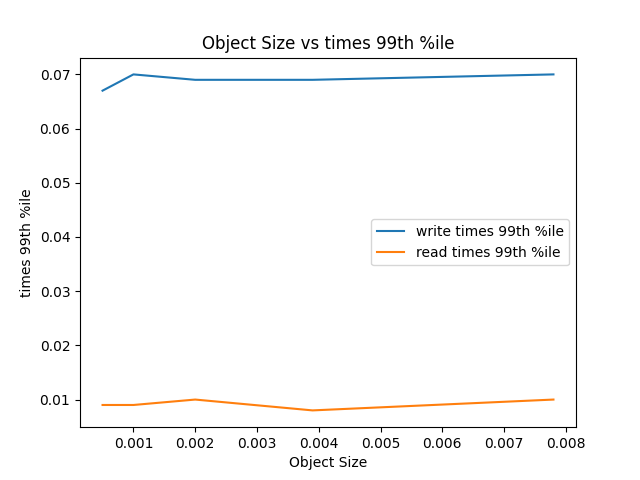 Object Size vs times 99th %ile
times 99th %ile
0.07
0.06
0.05
0.04
0.03
0.02
0.01
write times 99th %ile
read times 99th %ile
0.001 0.002 0.003 0.004 0.005 0.006 0.007 0.008
Object Size